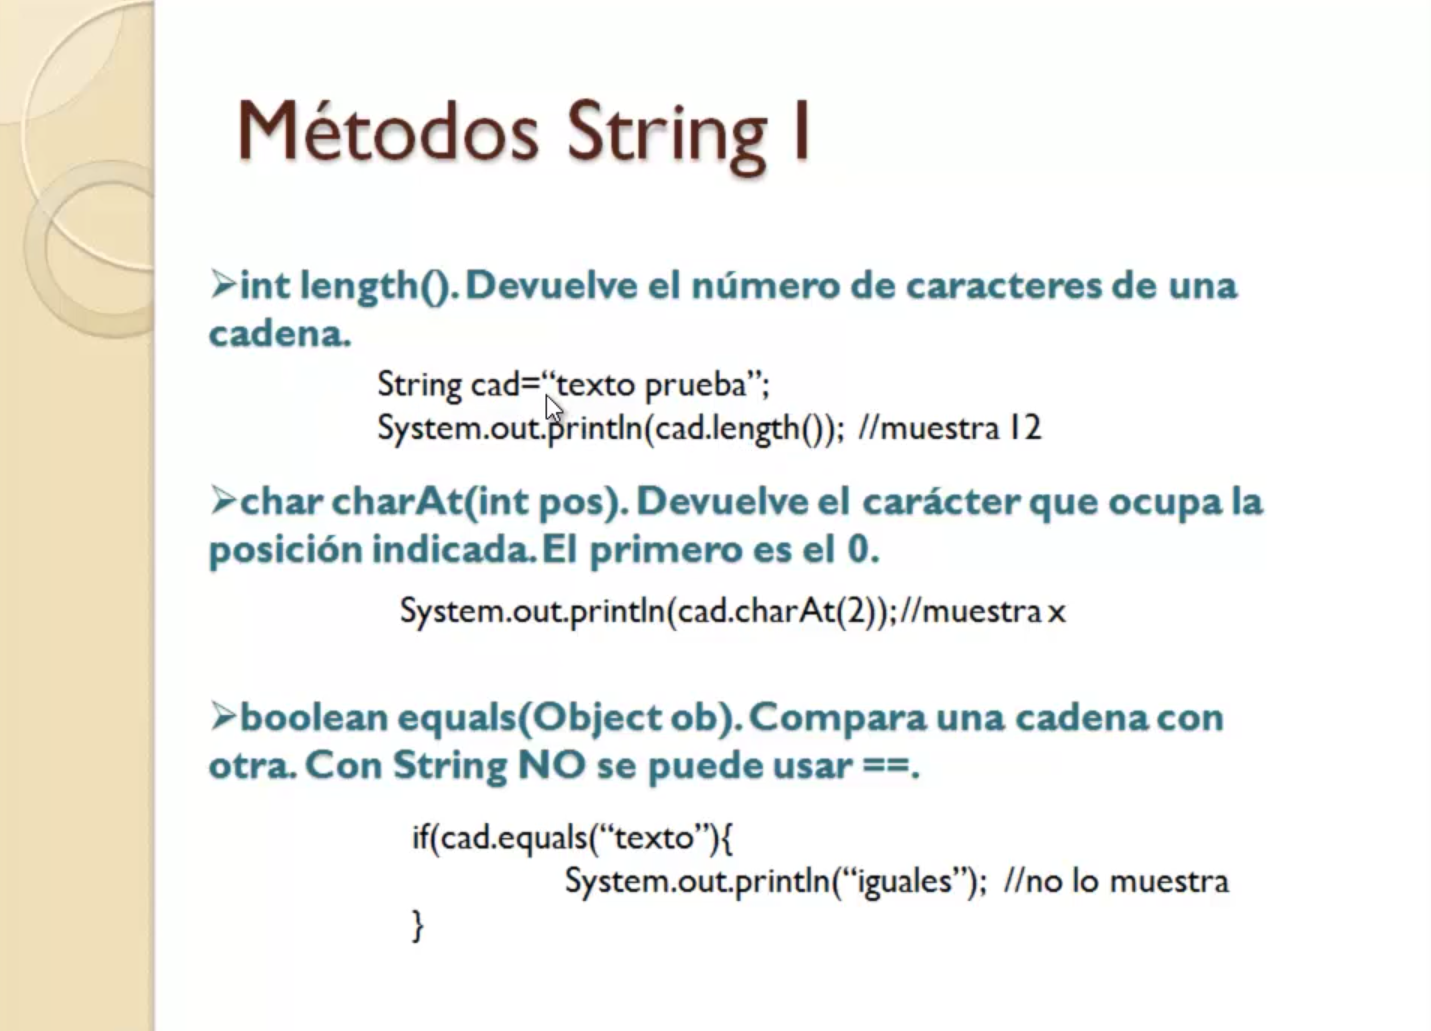 Métodos String I
➢int length(). Devuelve el número de caracteres de una
cadena.
String cad=“texto prueba”;
System.out.println(cad.length()); //muestra 12
➢char charAt(int pos). Devuelve el carácter que ocupa la
posición indicada. El primero es el 0.
System.out.println(cad.charAt(2));//muestra x
➢boolean equals(Object ob). Compara una cadena con
otra. Con String NO se puede usar ==.
if(cad.equals(“texto”){
System.out.println(“iguales”); //no lo muestra
}